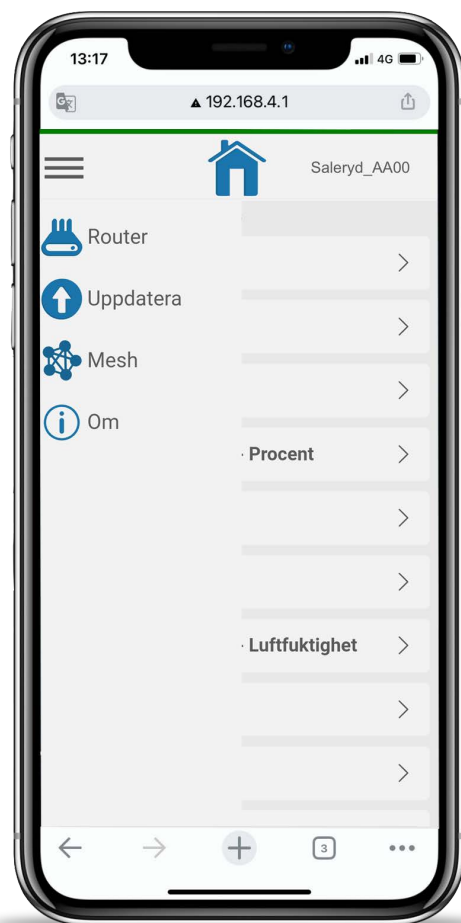 13:17
4G
192.168.4.1
Saleryd_AA00
Router
Uppdatera
Mesh
Om
Procent
Luftfuktighet
3